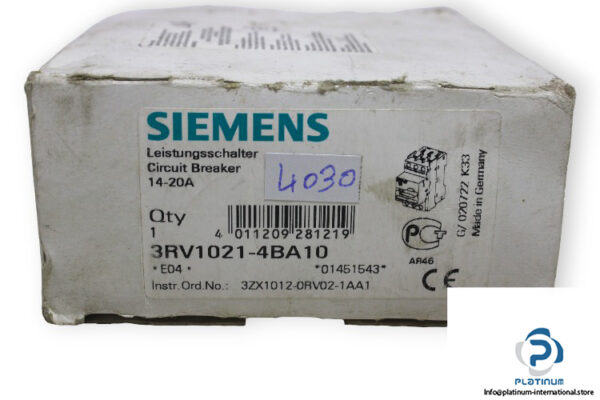 SIEMENS
Leistungsschalter
Circuit Breaker
14-20A
4030
Qty
1
4 011209 281219
3RV1021-4BA10
* E04 *
*01451543*
Instr.Ord.No.: 3ZX1012-0RV02-1AA1
G/ 020722 K33
Made in Germany
PCT
AR46
CE
PLATINUM
Info@platinum-international.store